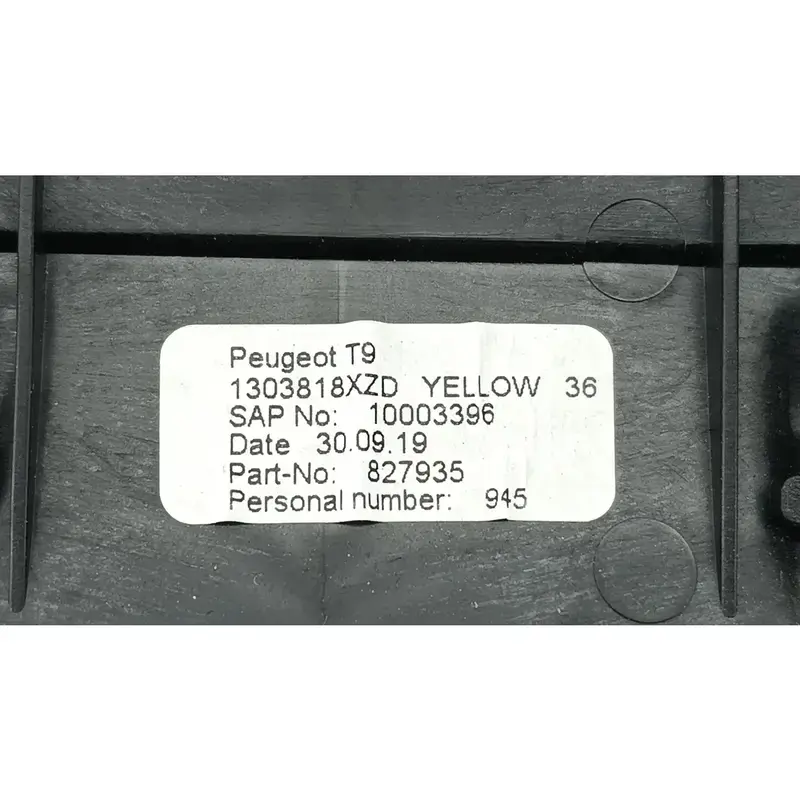 Peugeot T9
1303818XZD YELLOW 36
SAP No: 10003396
Date 30.09.19
Part-No: 827935
Personal number: 945